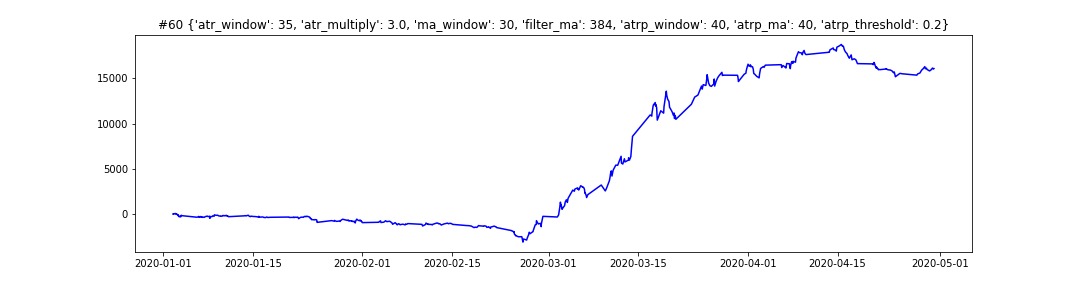 #60 {'atr_window': 35, 'atr_multiply': 3.0, 'ma_window': 30, 'filter_ma': 384, 'atrp_window': 40, 'atrp_ma': 40, 'atrp_threshold': 0.2}
15000
10000
5000
0
2020-01-01 2020-01-15 2020-02-01 2020-02-15 2020-03-01 2020-03-15 2020-04-01 2020-04-15 2020-05-01